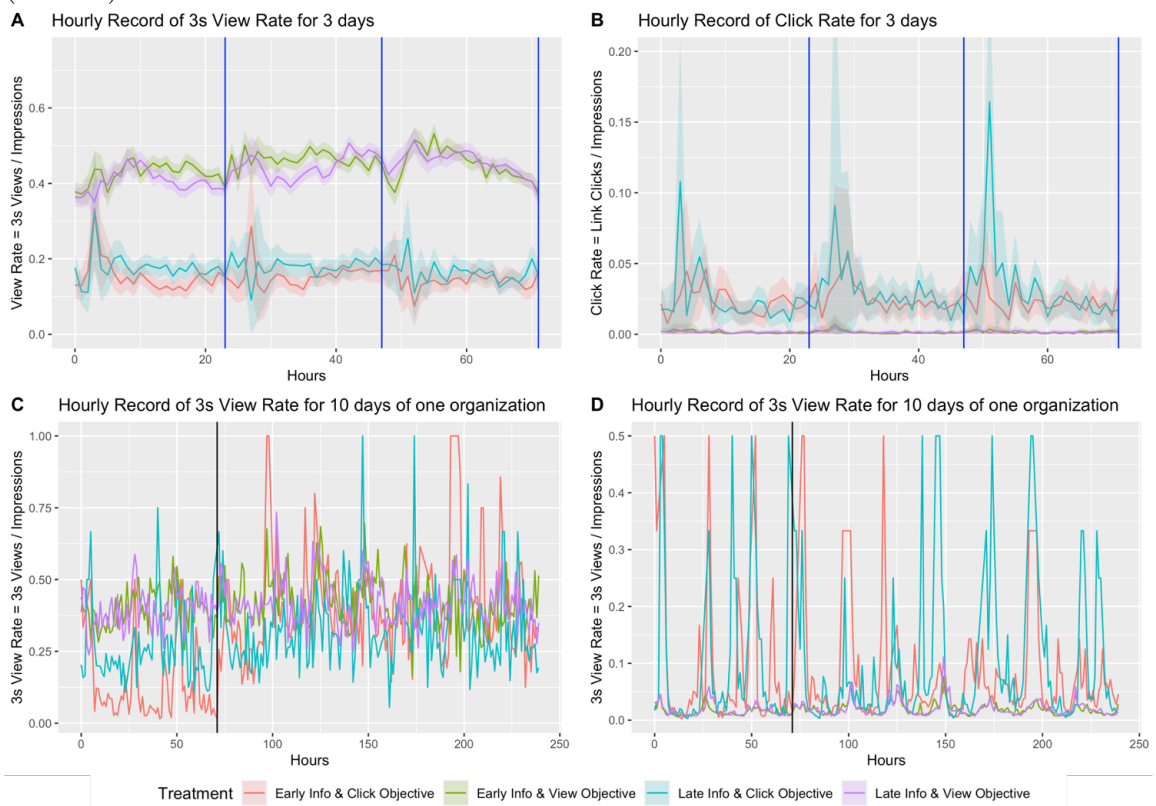 A
Hourly Record of 3s View Rate for 3 days
View Rate = 3s Views / Impressions
0.6
0.4
0.2
0.0
0
20
40
60
Hours
B
Hourly Record of Click Rate for 3 days
Click Rate = Link Clicks / Impressions
0.20
0.15
0.10
0.05
0.00
0
20
40
60
Hours
C
Hourly Record of 3s View Rate for 10 days of one organization
3s View Rate = 3s Views / Impressions
1.00
0.75
0.50
0.25
0.00
0
50
100
150
200
250
Hours
D
Hourly Record of 3s View Rate for 10 days of one organization
3s View Rate = 3s Views / Impressions
0.5
0.4
0.3
0.2
0.1
0.0
0
50
100
150
200
250
Hours
Treatment
Early Info & Click Objective
Early Info & View Objective
Late Info & Click Objective
Late Info & View Objective